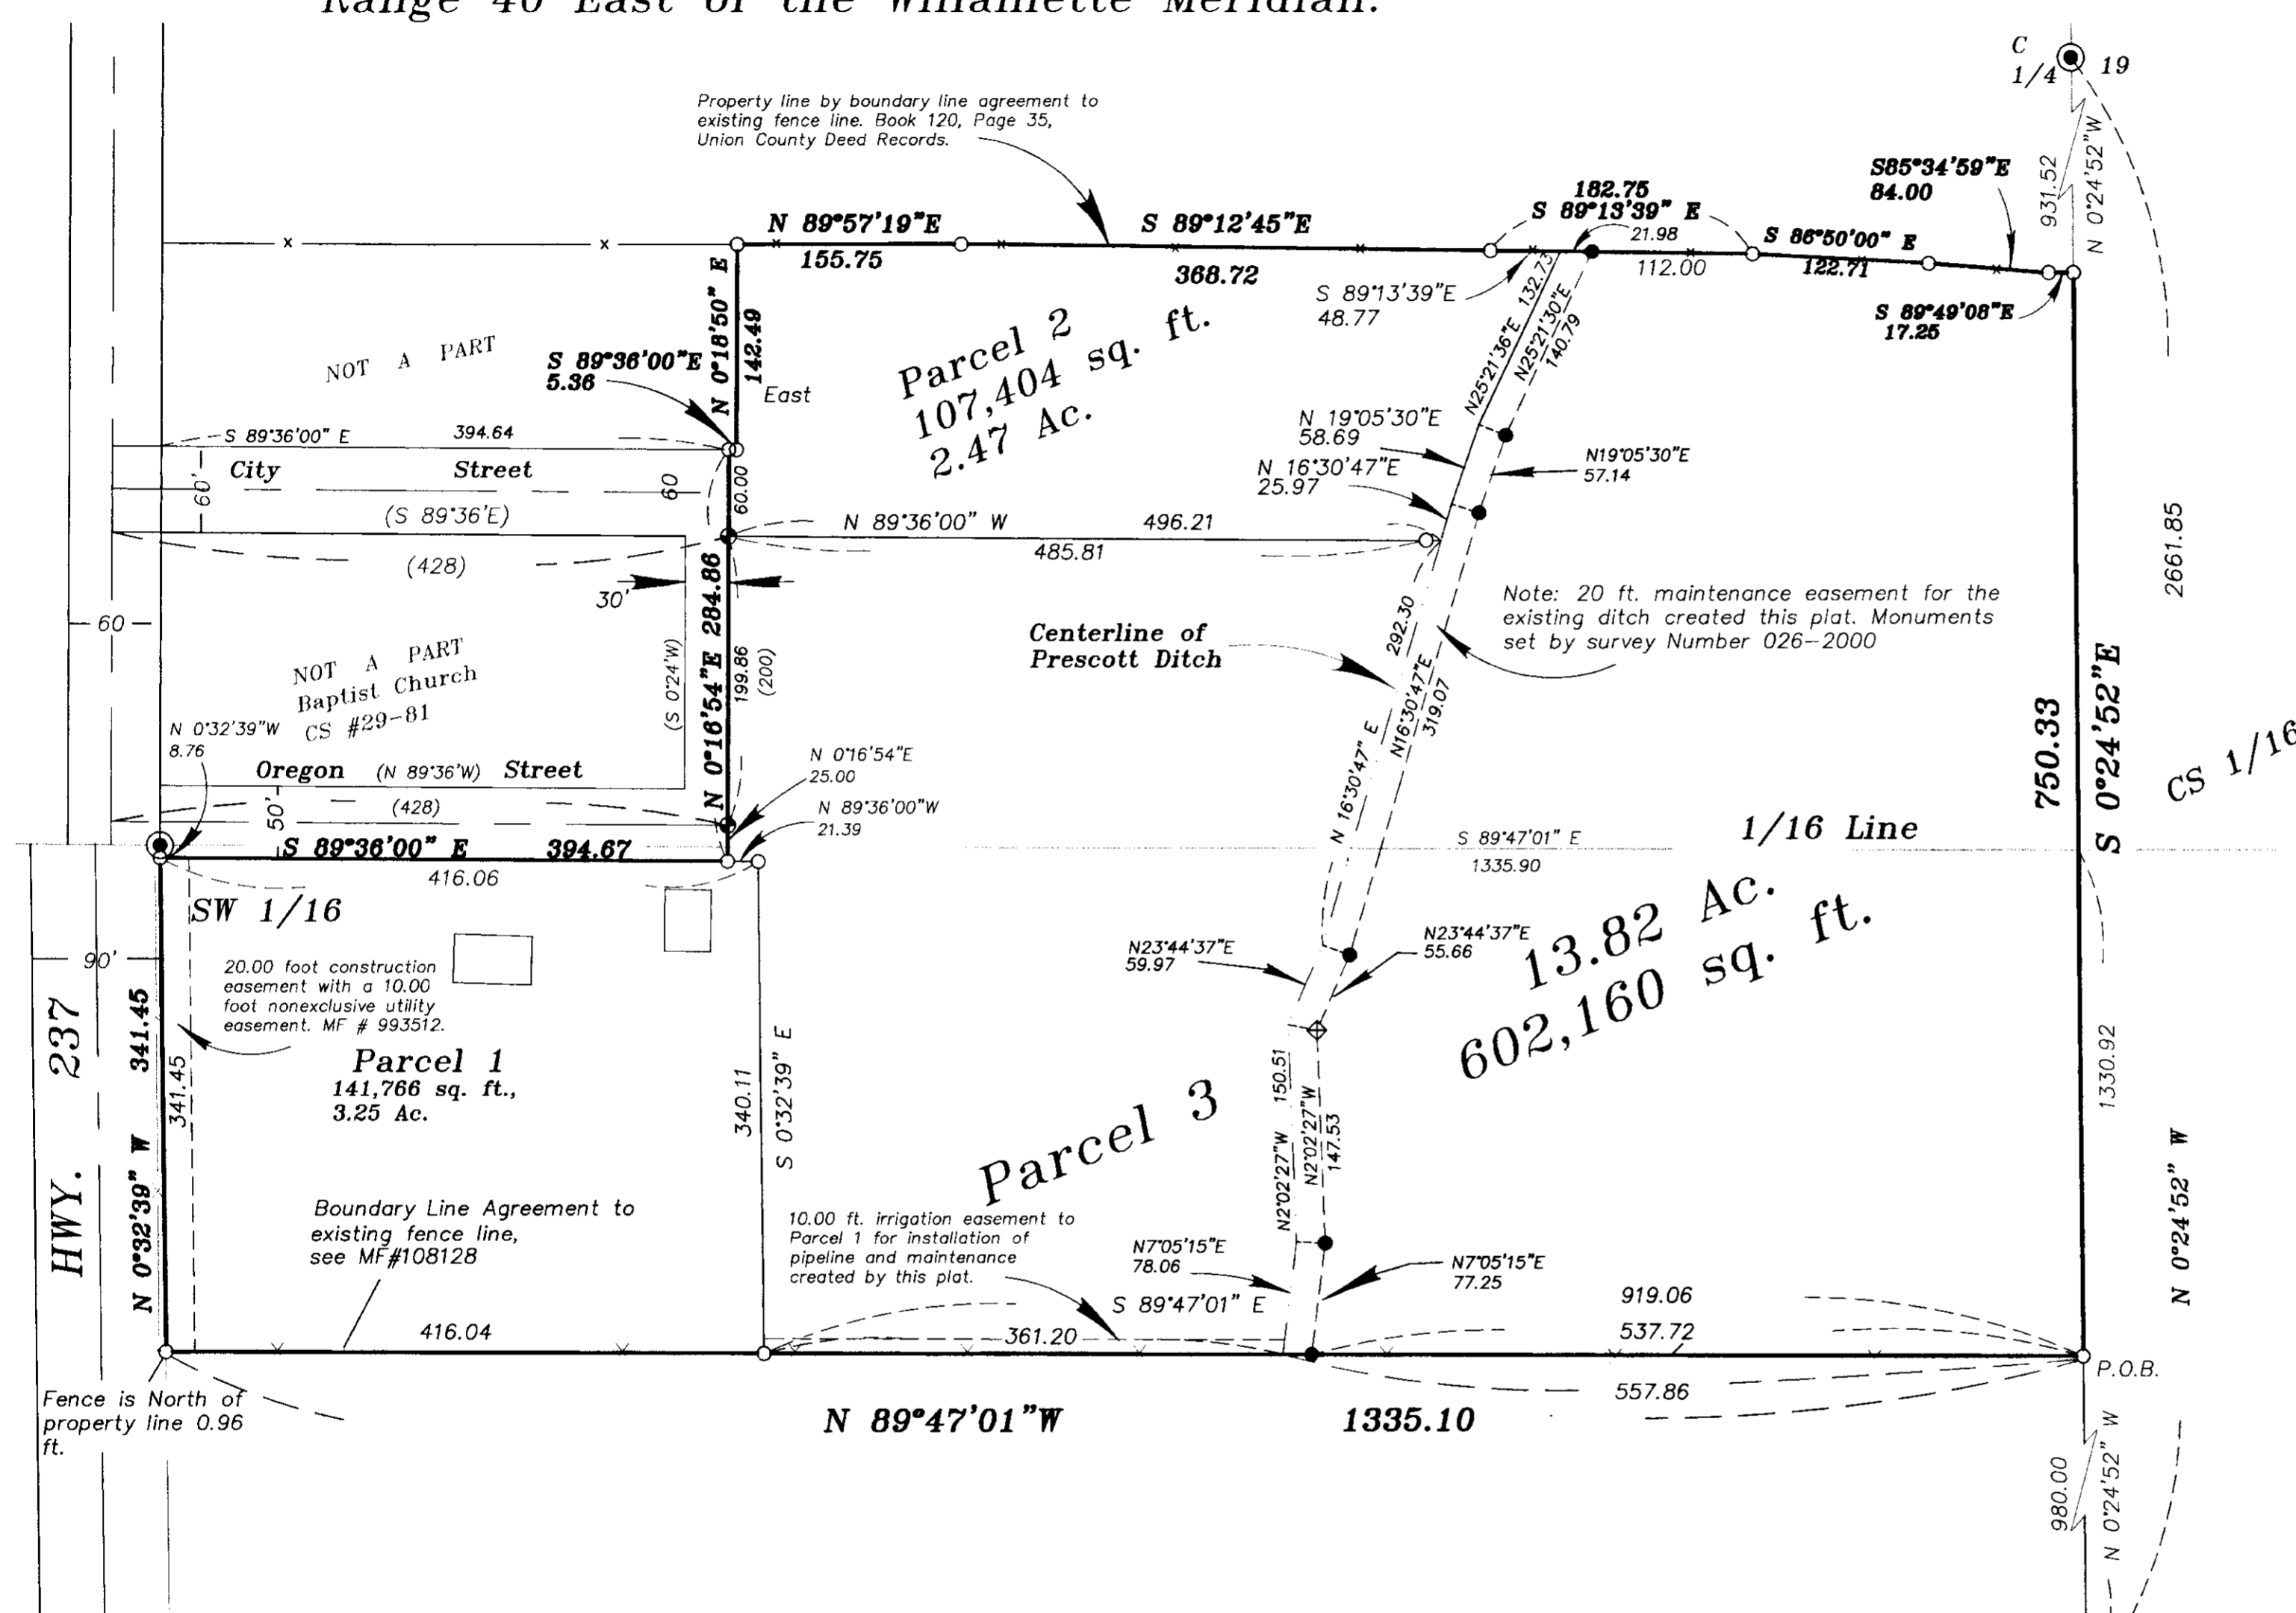 Range 40 East of the Willamette Meridian.
C
1/4 19
Property line by boundary line agreement to
existing fence line. Book 120, Page 35,
Union County Deed Records.
931.52
N 0°24'52"W
S85°34'59"E
84.00
182.75
S 89°13'39" E
21.98
N 89°57'19"E
155.75
S 89°12'45"E
368.72
S 86°50'00" E
122.71
112.00
S 89°13'39"E
48.77
S 89°49'08"E
17.25
N25°21'36"E 132.73
N25°21'30"E
140.79
N 0°18'50" E
142.49
East
NOT A PART
S 89°36'00"E
5.36
Parcel 2
107,404 sq. ft.
2.47 Ac.
N 19°05'30"E
58.69
N 16°30'47"E
25.97
N19°05'30"E
57.14
S 89°36'00" E 394.64
City Street
60'
60
60.00
(S 89°36'E)
(428)
N 89°36'00" W 496.21
485.81
30'
60
N 0°16'54"E 284.86
199.86
(200)
(S 0°24'W)
Centerline of
Prescott Ditch
292.30
N 16°30'47" E
N16°30'47"E
319.07
Note: 20 ft. maintenance easement for the
existing ditch created this plat. Monuments
set by survey Number 026-2000
2661.85
750.33
S 0°24'52"E
CS 1/16
NOT A PART
Baptist Church
CS #29-81
N 0°32'39"W
8.76
Oregon (N 89°36'W) Street
(428)
50'
N 0°16'54"E
25.00
N 89°36'00"W
21.39
S 89°36'00" E 394.67
416.06
S 89°47'01" E
1335.90
1/16 Line
SW 1/16
90'
20.00 foot construction
easement with a 10.00
foot nonexclusive utility
easement. MF # 993512.
N23°44'37"E
59.97
N23°44'37"E
55.66
13.82 Ac.
602,160 sq. ft.
HWY. 237
N 0°32'39" W 341.45
341.45
Parcel 1
141,766 sq. ft.,
3.25 Ac.
340.11
S 0°32'39" E
Parcel 3
N2°02'27"W 150.51
N2°02'27"W
147.53
1330.92
N 0°24'52" W
Boundary Line Agreement to
existing fence line,
see MF#108128
10.00 ft. irrigation easement to
Parcel 1 for installation of
pipeline and maintenance
created by this plat.
N7°05'15"E
78.06
N7°05'15"E
77.25
S 89°47'01" E
919.06
416.04
361.20
537.72
557.86
P.O.B.
Fence is North of
property line 0.96
ft.
N 89°47'01"W 1335.10
980.00
N 0°24'52" W